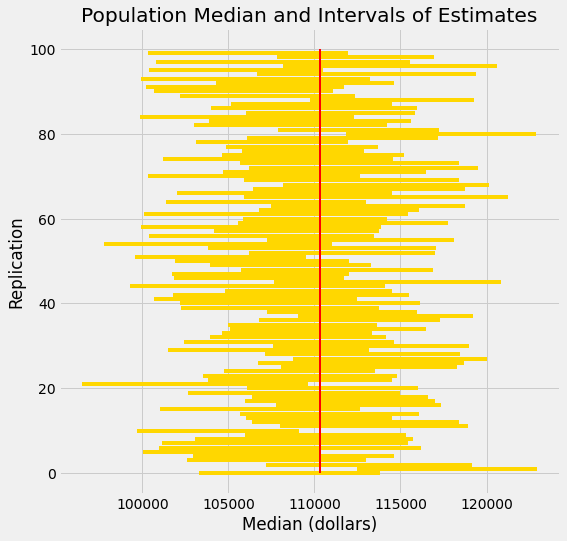 Population Median and Intervals of Estimates
100
80
60
40
20
0
Replication
100000 105000 110000 115000 120000
Median (dollars)